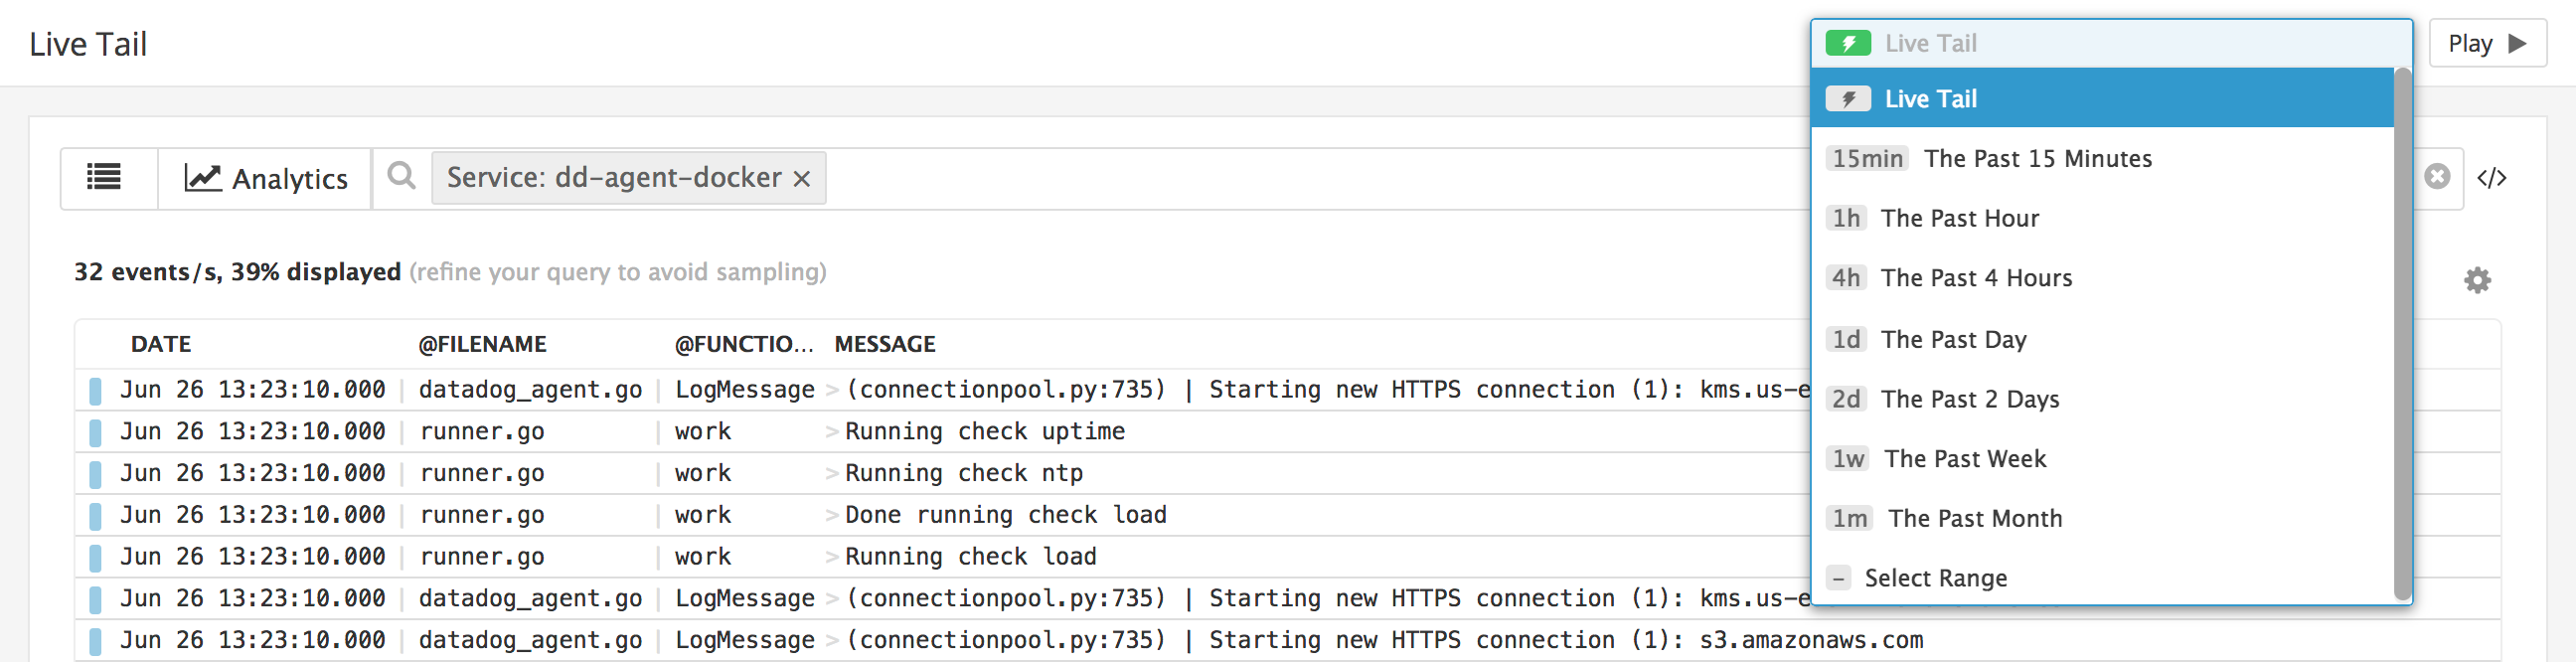 Live Tail
Live Tail
Play
Live Tail
15min The Past 15 Minutes
1h The Past Hour
4h The Past 4 Hours
1d The Past Day
2d The Past 2 Days
1w The Past Week
1m The Past Month
– Select Range
Analytics
Service: dd-agent-docker ×
</>
32 events/s, 39% displayed (refine your query to avoid sampling)
DATE @FILENAME @FUNCTIO... MESSAGE
Jun 26 13:23:10.000 | datadog_agent.go | LogMessage > (connectionpool.py:735) | Starting new HTTPS connection (1): kms.us-e
Jun 26 13:23:10.000 | runner.go | work > Running check uptime
Jun 26 13:23:10.000 | runner.go | work > Running check ntp
Jun 26 13:23:10.000 | runner.go | work > Done running check load
Jun 26 13:23:10.000 | runner.go | work > Running check load
Jun 26 13:23:10.000 | datadog_agent.go | LogMessage > (connectionpool.py:735) | Starting new HTTPS connection (1): kms.us-e
Jun 26 13:23:10.000 | datadog_agent.go | LogMessage > (connectionpool.py:735) | Starting new HTTPS connection (1): s3.amazonaws.com